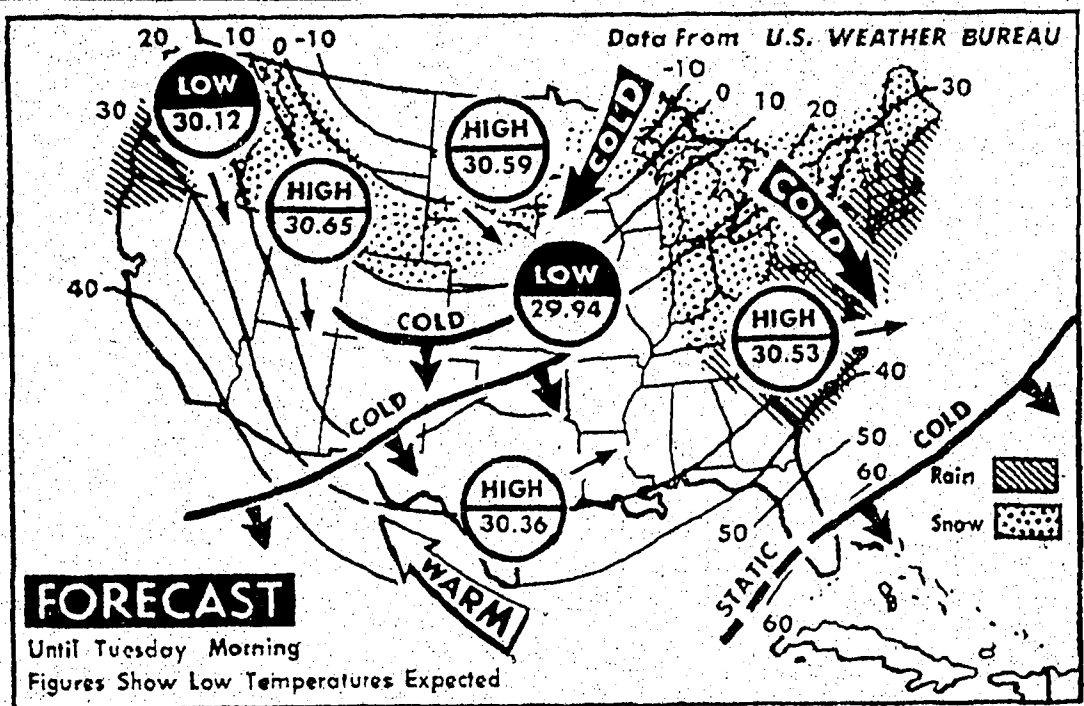 Data From U.S. WEATHER BUREAU
20 10 0 -10
-10 0 10 20 30
30
LOW
30.12
HIGH
30.59
COLD
HIGH
30.65
COLD
LOW
29.94
40
COLD
HIGH
30.53
40
COLD
COLD
50
60
HIGH
30.36
50
Rain
Snow
STATIC
60
WARM
FORECAST
Until Tuesday Morning
Figures Show Low Temperatures Expected